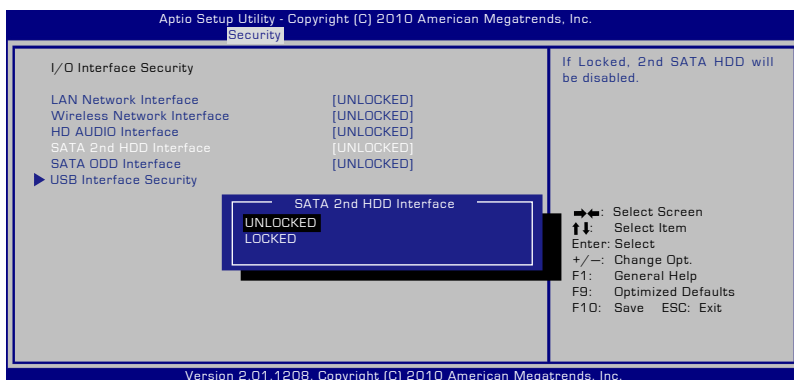 Aptio Setup Utility - Copyright (C) 2010 American Megatrends, Inc.
Security
I/O Interface Security
LAN Network Interface [UNLOCKED]
Wireless Network Interface [UNLOCKED]
HD AUDIO Interface [UNLOCKED]
SATA 2nd HDD Interface [UNLOCKED]
SATA ODD Interface [UNLOCKED]
USB Interface Security
SATA 2nd HDD Interface
UNLOCKED
LOCKED
If Locked, 2nd SATA HDD will
be disabled.
→←: Select Screen
↑↓: Select Item
Enter: Select
+/—: Change Opt.
F1: General Help
F9: Optimized Defaults
F10: Save ESC: Exit
Version 2.01.1208. Copyright (C) 2010 American Megatrends, Inc.